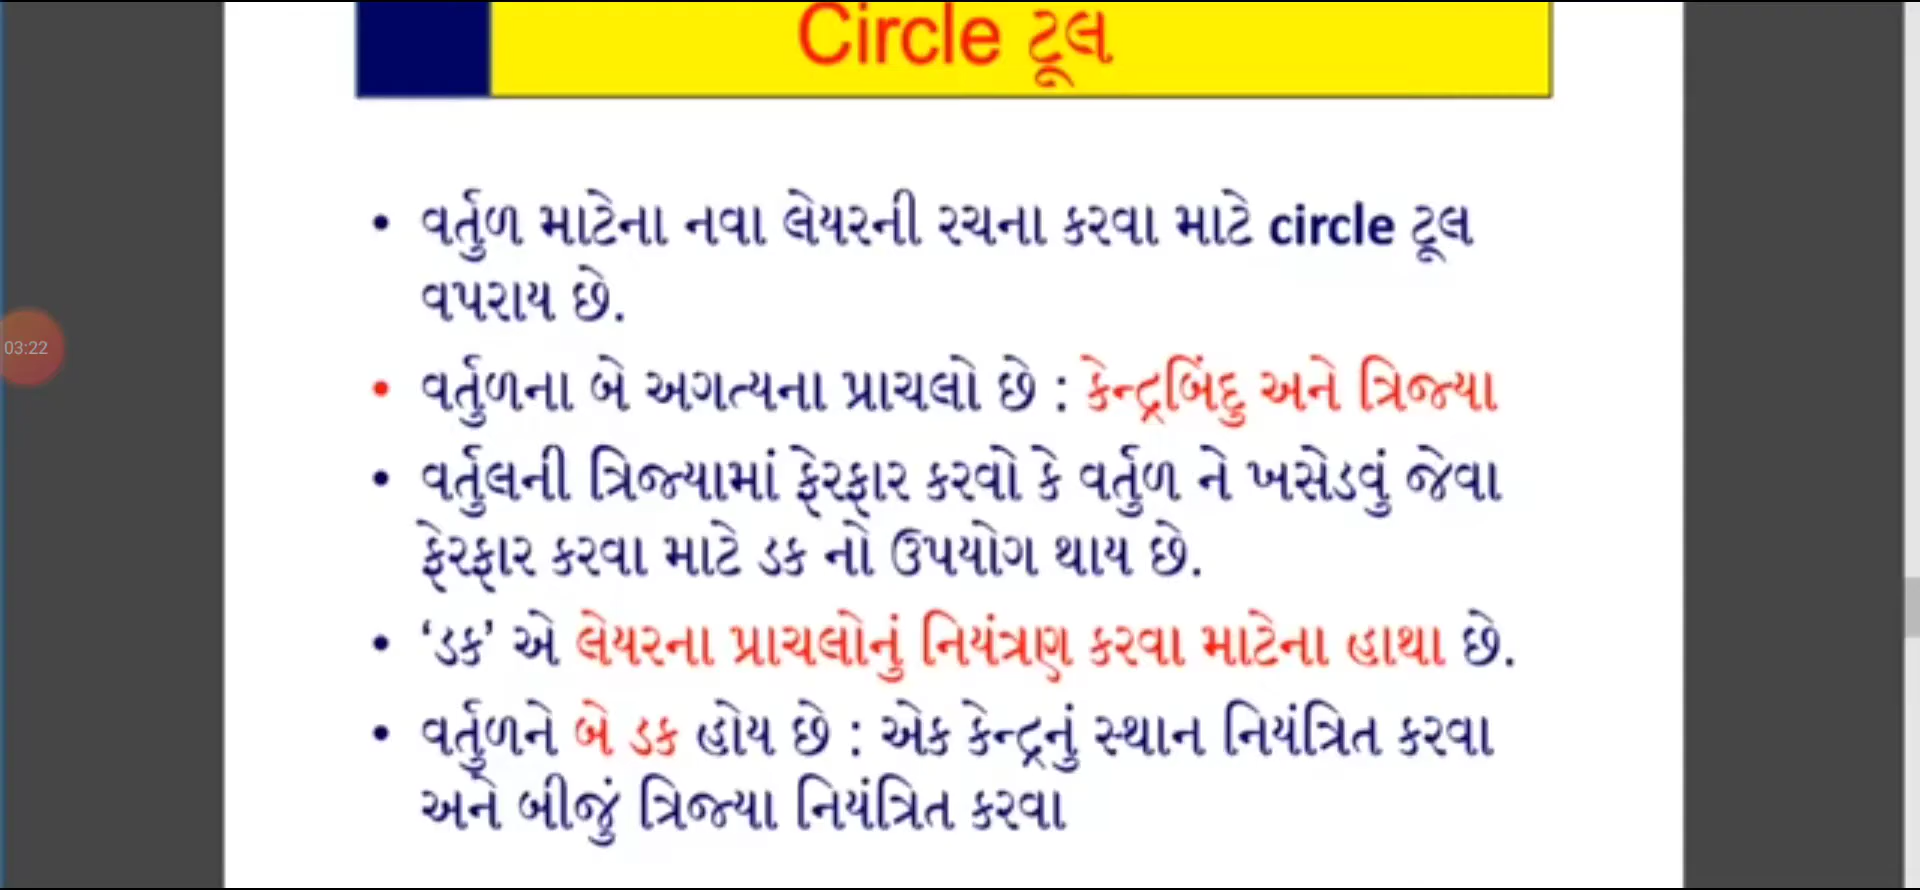 Circle ટૂલ
• વર્તુળ માટેના નવા લેયરની રચના કરવા માટે circle ટૂલ
વપરાય છે.
• વર્તુળના બે અગત્યના પ્રાચલો છે : કેન્દ્રબિંદુ અને ત્રિજ્યા
• વર્તુલની ત્રિજ્યામાં ફેરફાર કરવો કે વર્તુળ ને ખસેડવું જેવા
ફેરફાર કરવા માટે ડક નો ઉપયોગ થાય છે.
• ‘ડક’ એ લેયરના પ્રાચલોનું નિયંત્રણ કરવા માટેના હાથા છે.
• વર્તુળને બે ડક હોય છે : એક કેન્દ્રનું સ્થાન નિયંત્રિત કરવા
અને બીજું ત્રિજ્યા નિયંત્રિત કરવા
03:22